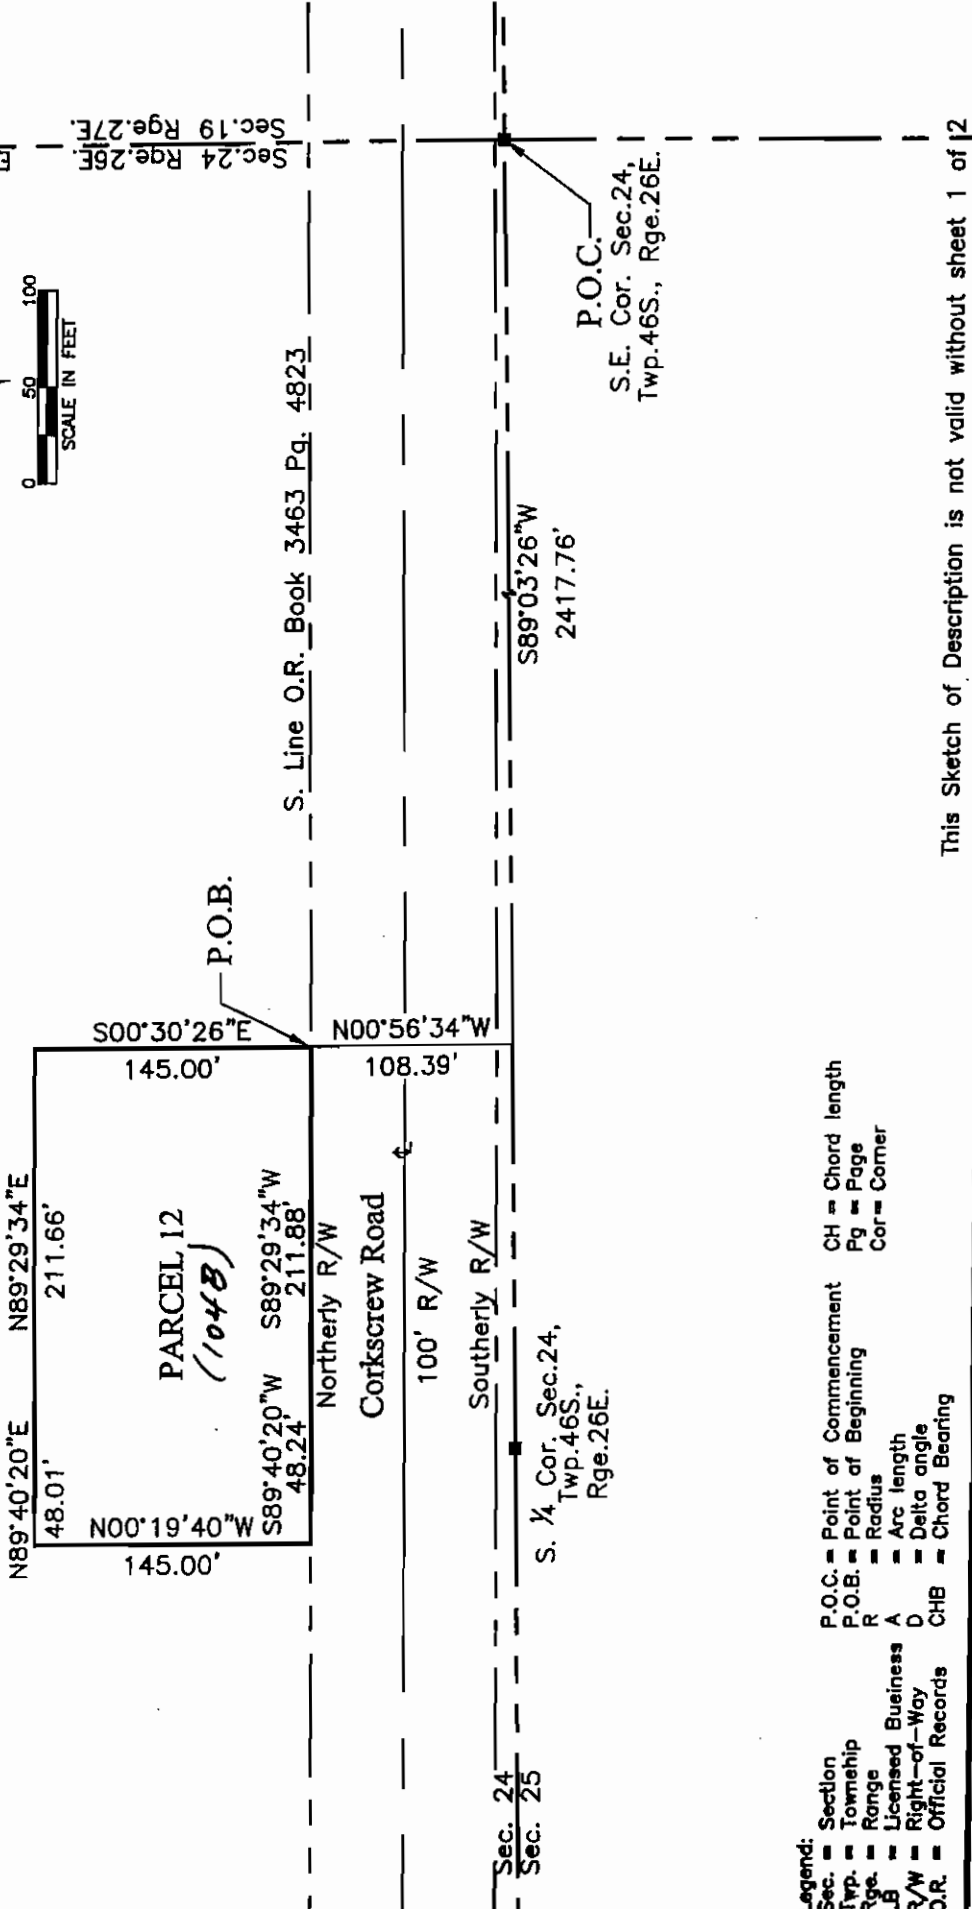 Sec.24 Rge.26E.
Sec.19 Rge.27E.
0 50 100
SCALE IN FEET
S. Line O.R. Book 3463 Pg. 4823
P.O.B.
N89°40'20"E N89°29'34"E
48.01' 211.66'
N00°19'40"W
145.00'
PARCEL 12
(1048)
S00°30'26"E
145.00'
S89°40'20"W S89°29'34"W
48.24' 211.88'
Northerly R/W
N00°56'34"W
108.39'
Corkscrew Road
100' R/W
Southerly R/W
S89°03'26"W
2417.76'
P.O.C.
S.E. Cor. Sec.24,
Twp.46S., Rge.26E.
S. ¼ Cor. Sec.24,
Twp.46S.,
Rge.26E.
Sec. 24
Sec. 25
egend:
Sec. = Section
Twp. = Township
Rge. = Range
LB = Licensed Business
R/W = Right-of-Way
O.R. = Official Records
P.O.C. = Point of Commencement
P.O.B. = Point of Beginning
R = Radius
A = Arc length
D = Delta angle
CHB = Chord Bearing
CH = Chord length
Pg = Page
Cor = Corner
This Sketch of Description is not valid without sheet 1 of 2